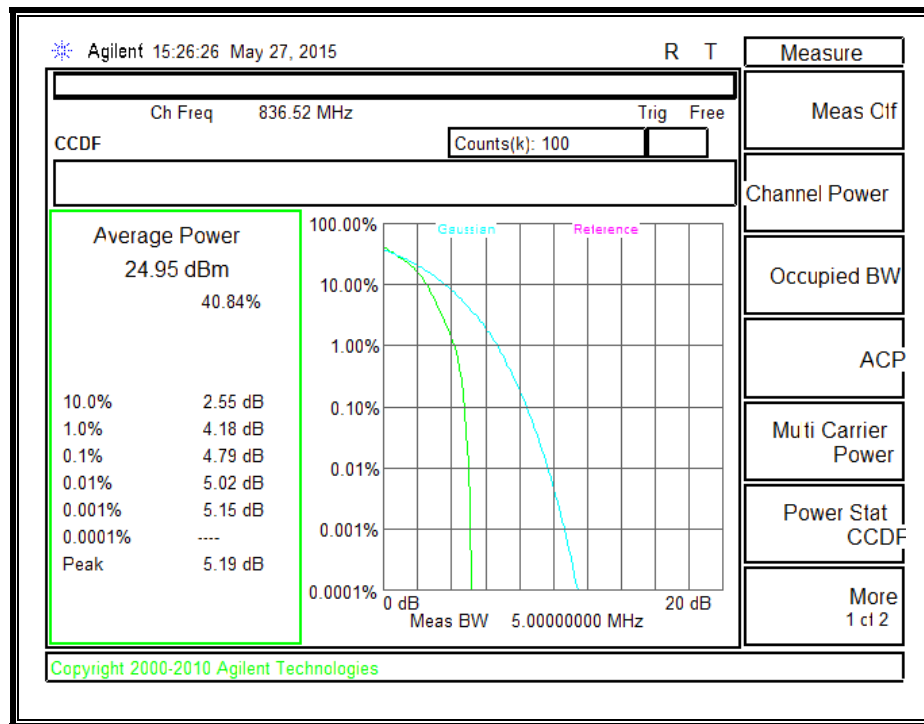 Agilent 15:26:26 May 27, 2015 R T
Ch Freq 836.52 MHz Trig Free
CCDF Counts(k): 100
Average Power
24.95 dBm
40.84%
10.0% 2.55 dB
1.0% 4.18 dB
0.1% 4.79 dB
0.01% 5.02 dB
0.001% 5.15 dB
0.0001% ----
Peak 5.19 dB
Gaussian Reference
100.00%
10.00%
1.00%
0.10%
0.01%
0.001%
0.0001%
0 dB 20 dB
Meas BW 5.00000000 MHz
Measure
Meas Off
Channel Power
Occupied BW
ACP
Multi Carrier
Power
Power Stat
CCDF
More
1 of 2
Copyright 2000-2010 Agilent Technologies